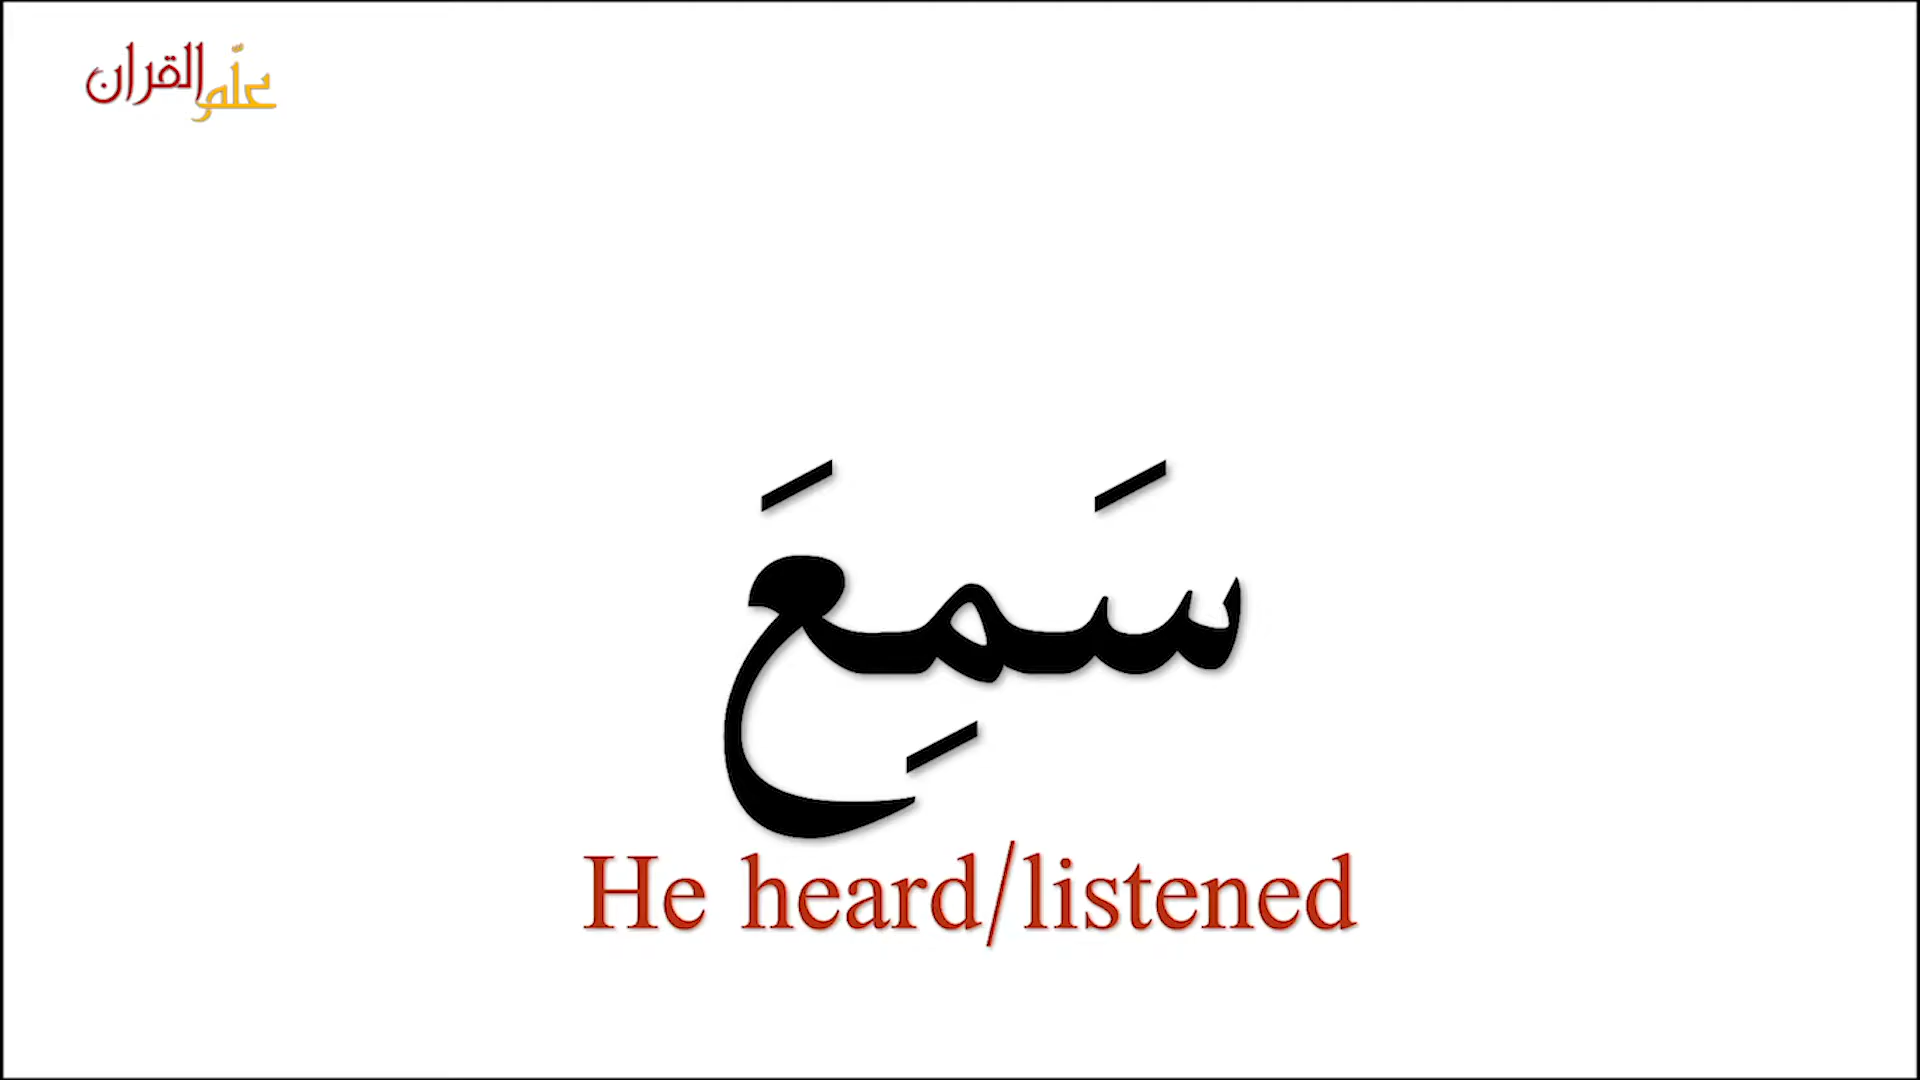 علّم القران
سَمِعَ
He heard/listened